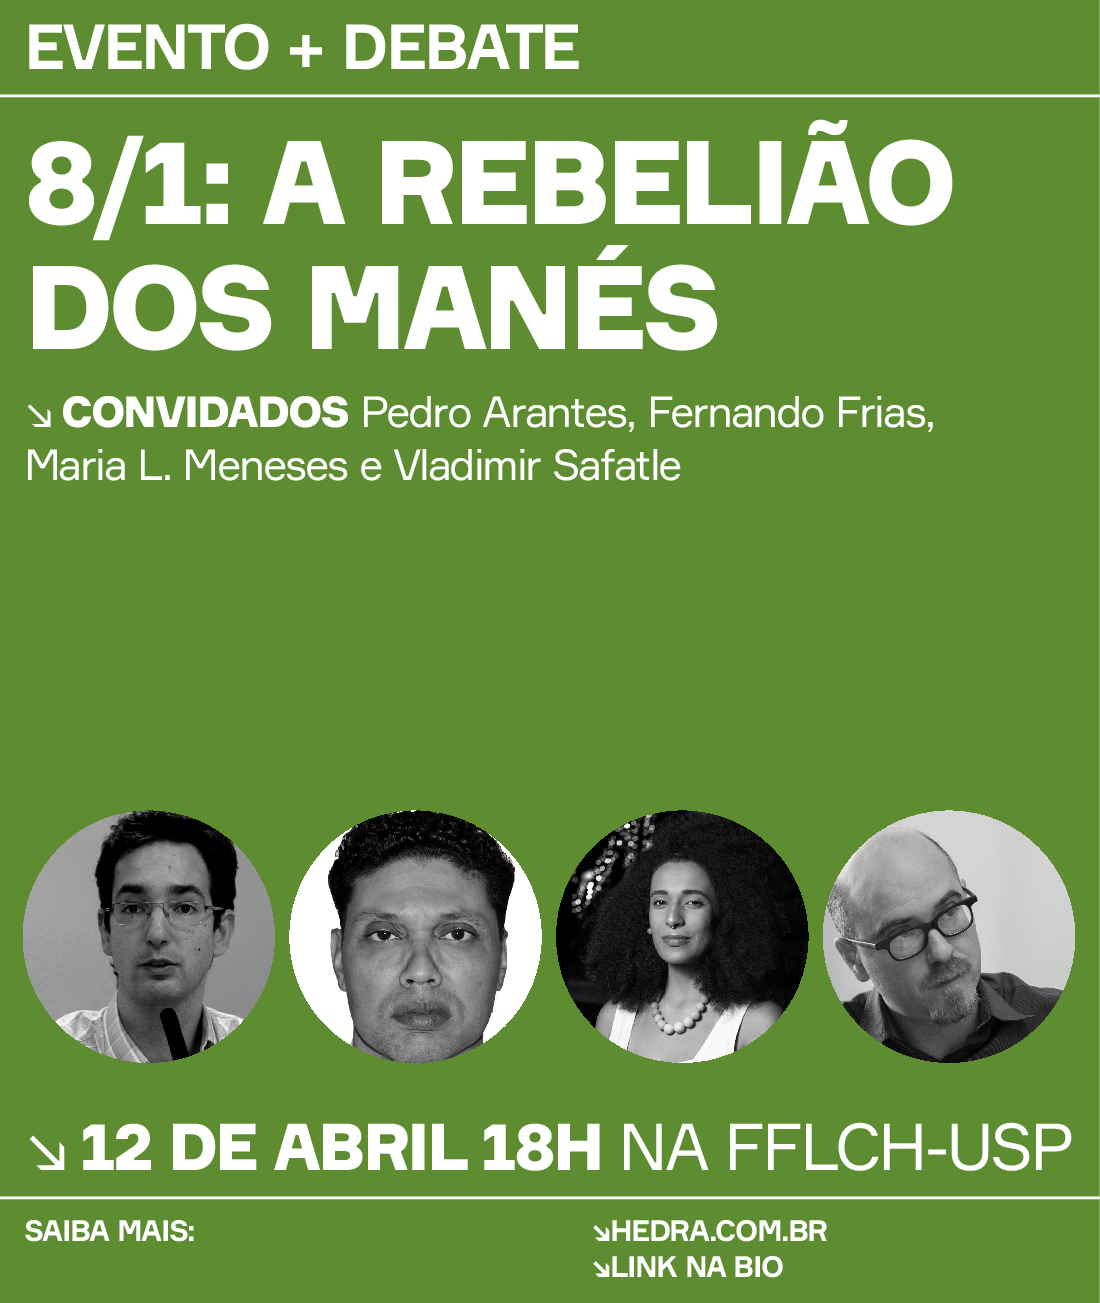 EVENTO + DEBATE
8/1: A REBELIÃO
DOS MANÉS
↘ CONVIDADOS Pedro Arantes, Fernando Frias,
Maria L. Meneses e Vladimir Safatle
↘ 12 DE ABRIL 18H NA FFLCH-USP
SAIBA MAIS:
↘HEDRA.COM.BR
↘LINK NA BIO